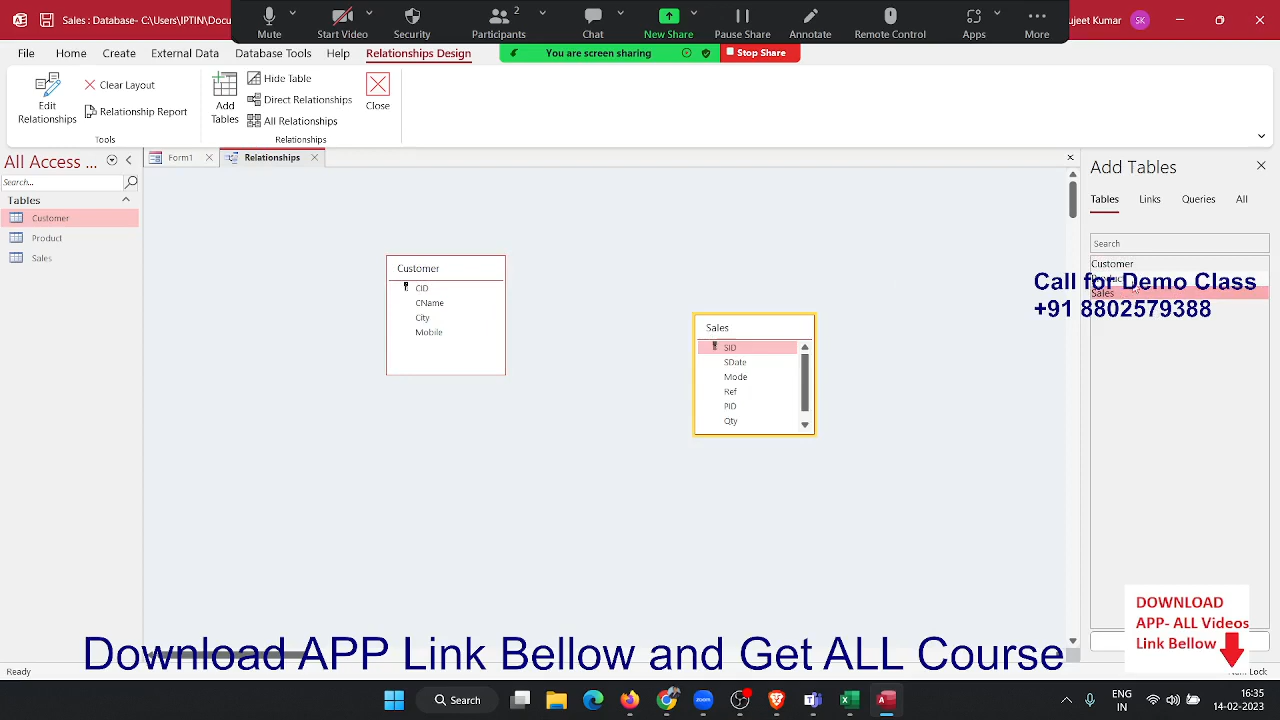 Sales : Database- C:\Users\IPTIN\Docu
Mute
Start Video
Security
2
Participants
Chat
New Share
Pause Share
Annotate
Remote Control
Apps
More
ujeet Kumar
SK
File
Home
Create
External Data
Database Tools
Help
Relationships Design
You are screen sharing
Stop Share
Edit Relationships
Clear Layout
Relationship Report
Tools
Add Tables
Hide Table
Direct Relationships
All Relationships
Relationships
Close
All Access ...
Form1
Relationships
Search...
Tables
Customer
Product
Sales
Customer
CID
CName
City
Mobile
Sales
SID
SDate
Mode
Ref
PID
Qty
Add Tables
Tables
Links
Queries
All
Search
Customer
Sales
Call for Demo Class
+91 8802579388
DOWNLOAD
APP- ALL Videos
Link Bellow
Download APP Link Bellow and Get ALL Course
Ready
Search
ENG
IN
16:35
14-02-2023